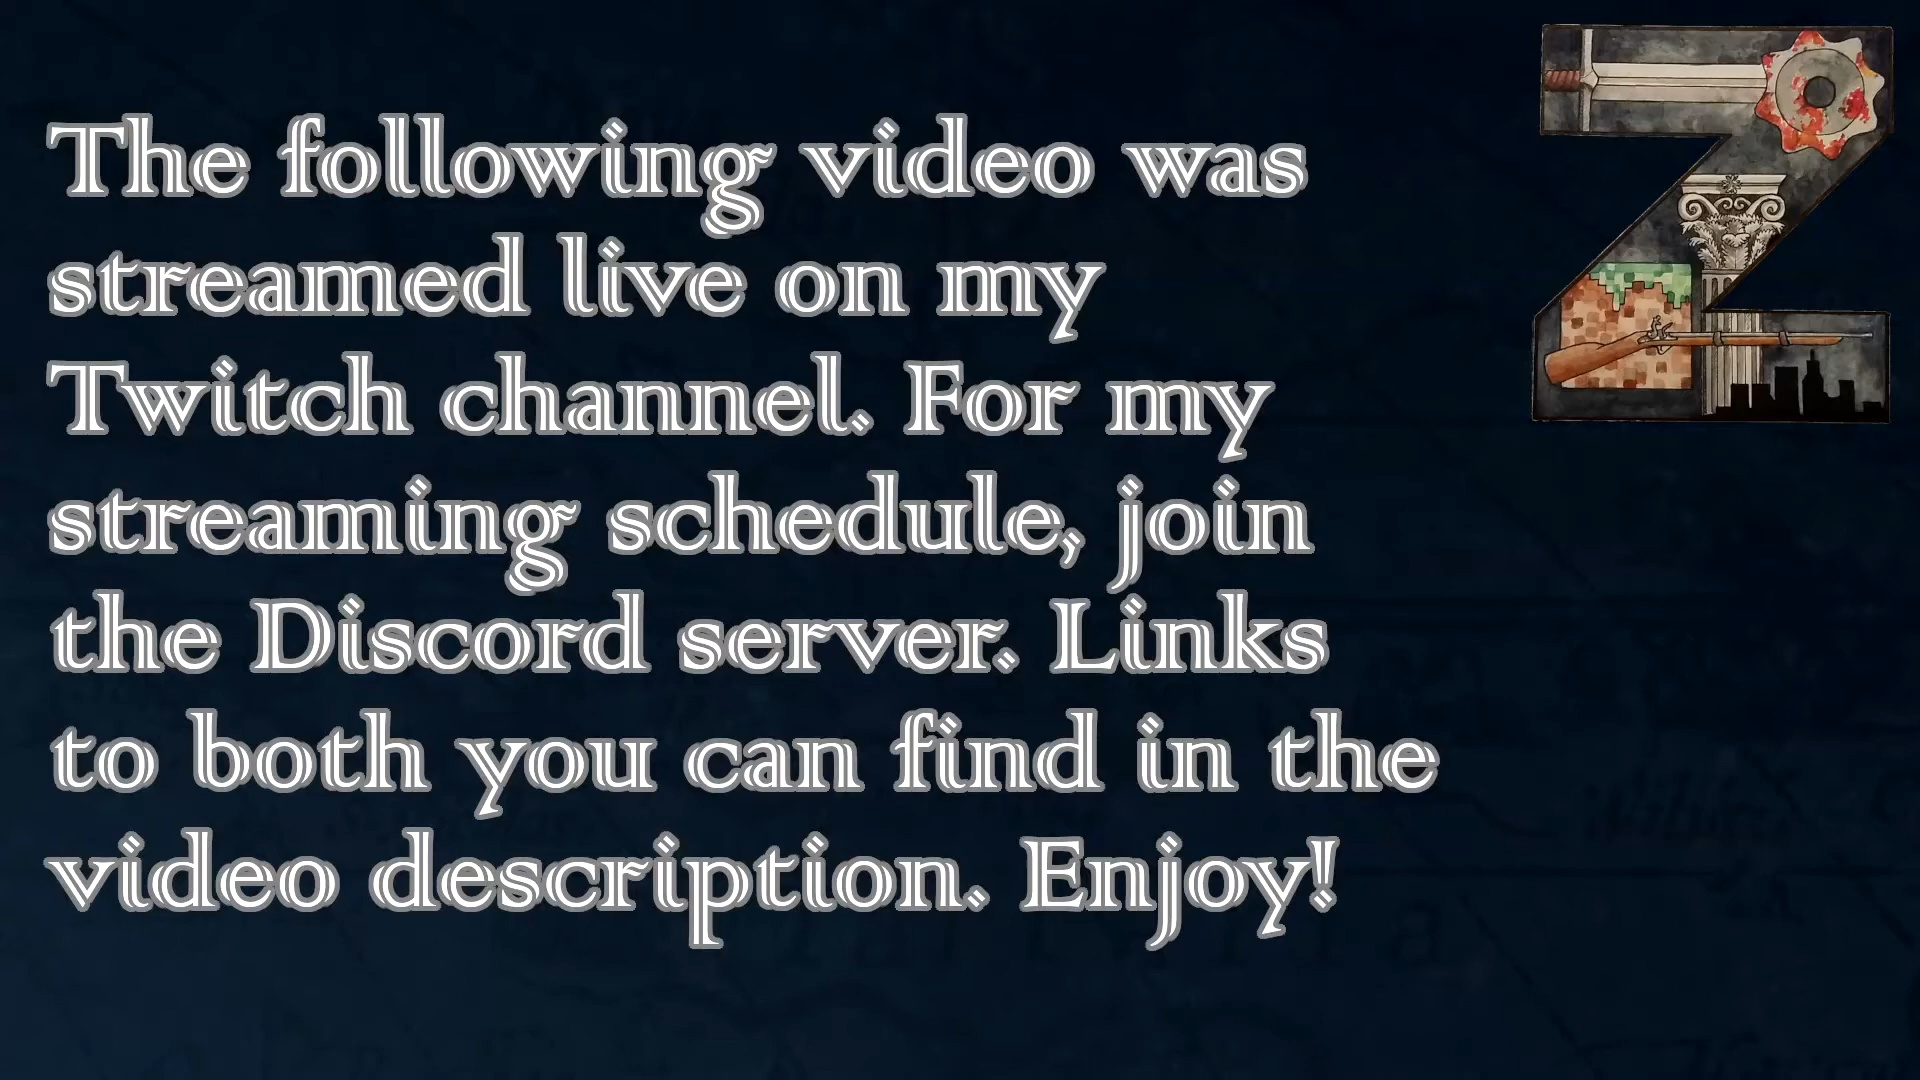 The following video was
streamed live on my
Twitch channel. For my
streaming schedule, join
the Discord server. Links
to both you can find in the
video description. Enjoy!
Z